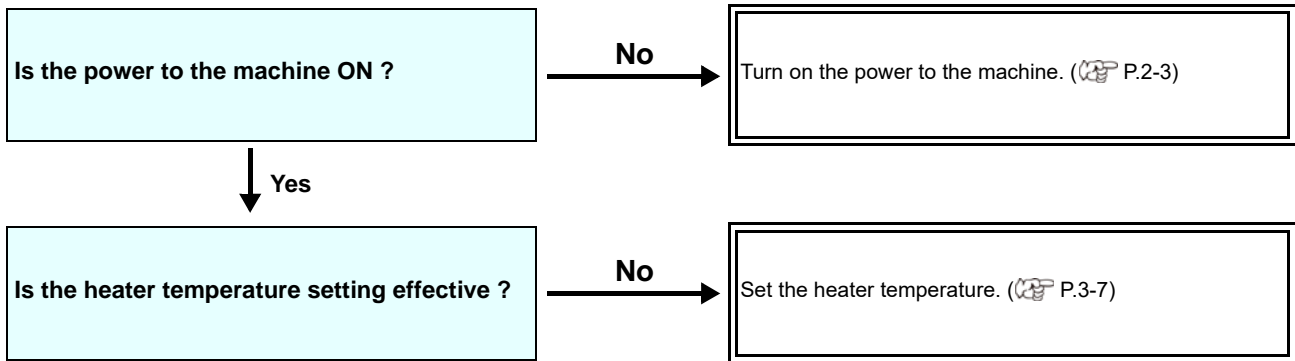 Is the power to the machine ON ?
No
Turn on the power to the machine. ( P.2-3)
Yes
Is the heater temperature setting effective ?
No
Set the heater temperature. ( P.3-7)